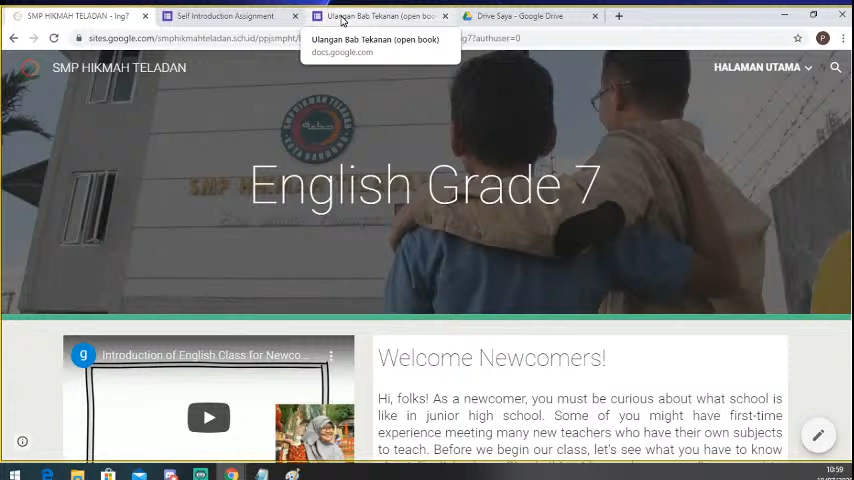 SMP HIKMAH TELADAN - Ing7
Self Introduction Assignment
Ulangan Bab Tekanan (open boo
Drive Saya - Google Drive
Ulangan Bab Tekanan (open book)
docs.google.com
sites.google.com/smphikmahteladan.sch.id/ppjsmpht/
g7?authuser=0
P
SMP HIKMAH TELADAN
HALAMAN UTAMA
English Grade 7
g
Introduction of English Class for Newco...
Welcome Newcomers!
Hi, folks! As a newcomer, you must be curious about what school is
like in junior high school. Some of you might have first-time
experience meeting many new teachers who have their own subjects
to teach. Before we begin our class, let's see what you have to know
10:59